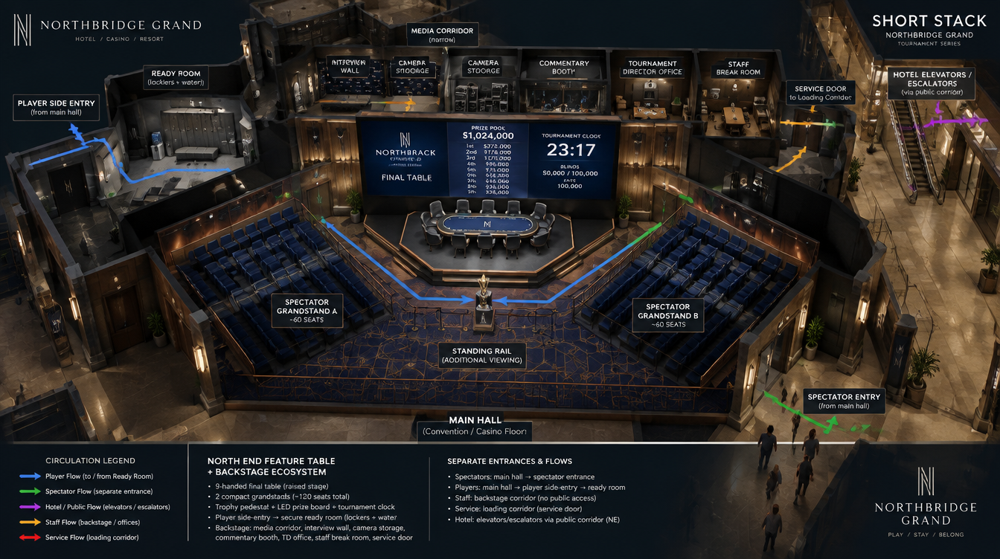 NORTHBRIDGE GRAND
HOTEL / CASINO / RESORT
SHORT STACK
NORTHBRIDGE GRAND
TOURNAMENT SERIES
MEDIA CORRIDOR
(narrow)
WALL
COMMENTARY
BOOTH
TOURNAMENT
DIRECTOR OFFICE
STAFF
BREAK ROOM
READY ROOM
(lockers + water)
PLAYER SIDE ENTRY
(from main hall)
SERVICE DOOR
to Loading Corridor
HOTEL ELEVATORS /
ESCALATORS
(via public corridor)
NORTHBRACK
FINAL TABLE
PRIZE POOL
$1,024,000
1st
2nd
3rd
4th
TOURNAMENT CLOCK
23:17
BLINDS
50,000 / 100,000
100,000
SPECTATOR
GRANDSTAND A
~60 SEATS
SPECTATOR
GRANDSTAND B
~60 SEATS
STANDING RAIL
(ADDITIONAL VIEWING)
SPECTATOR ENTRY
(from main hall)
MAIN HALL
(Convention / Casino Floor)
CIRCULATION LEGEND
Player Flow (to / from Ready Room)
Spectator Flow (separate entrance)
Hotel / Public Flow (elevators / escalators)
Staff Flow (backstage / offices)
Service Flow (loading corridor)
NORTH END FEATURE TABLE
+ BACKSTAGE ECOSYSTEM
• 9-handed final table (raised stage)
• 2 compact grandstands (~120 seats total)
• Trophy pedestal + LED prize board + tournament clock
• Player side-entry → secure ready room (lockers + water
• Backstage: media corridor, interview wall, camera storage,
commentary booth, TD office, staff break room, service door
SEPARATE ENTRANCES & FLOWS
• Spectators: main hall → spectator entrance
• Players: main hall → player side-entry → ready room
• Staff: backstage corridor (no public access)
• Service: loading corridor (service door)
• Hotel: elevators/escalators via public corridor (NE)
NORTHBRIDGE
GRAND
PLAY / STAY / BELONG